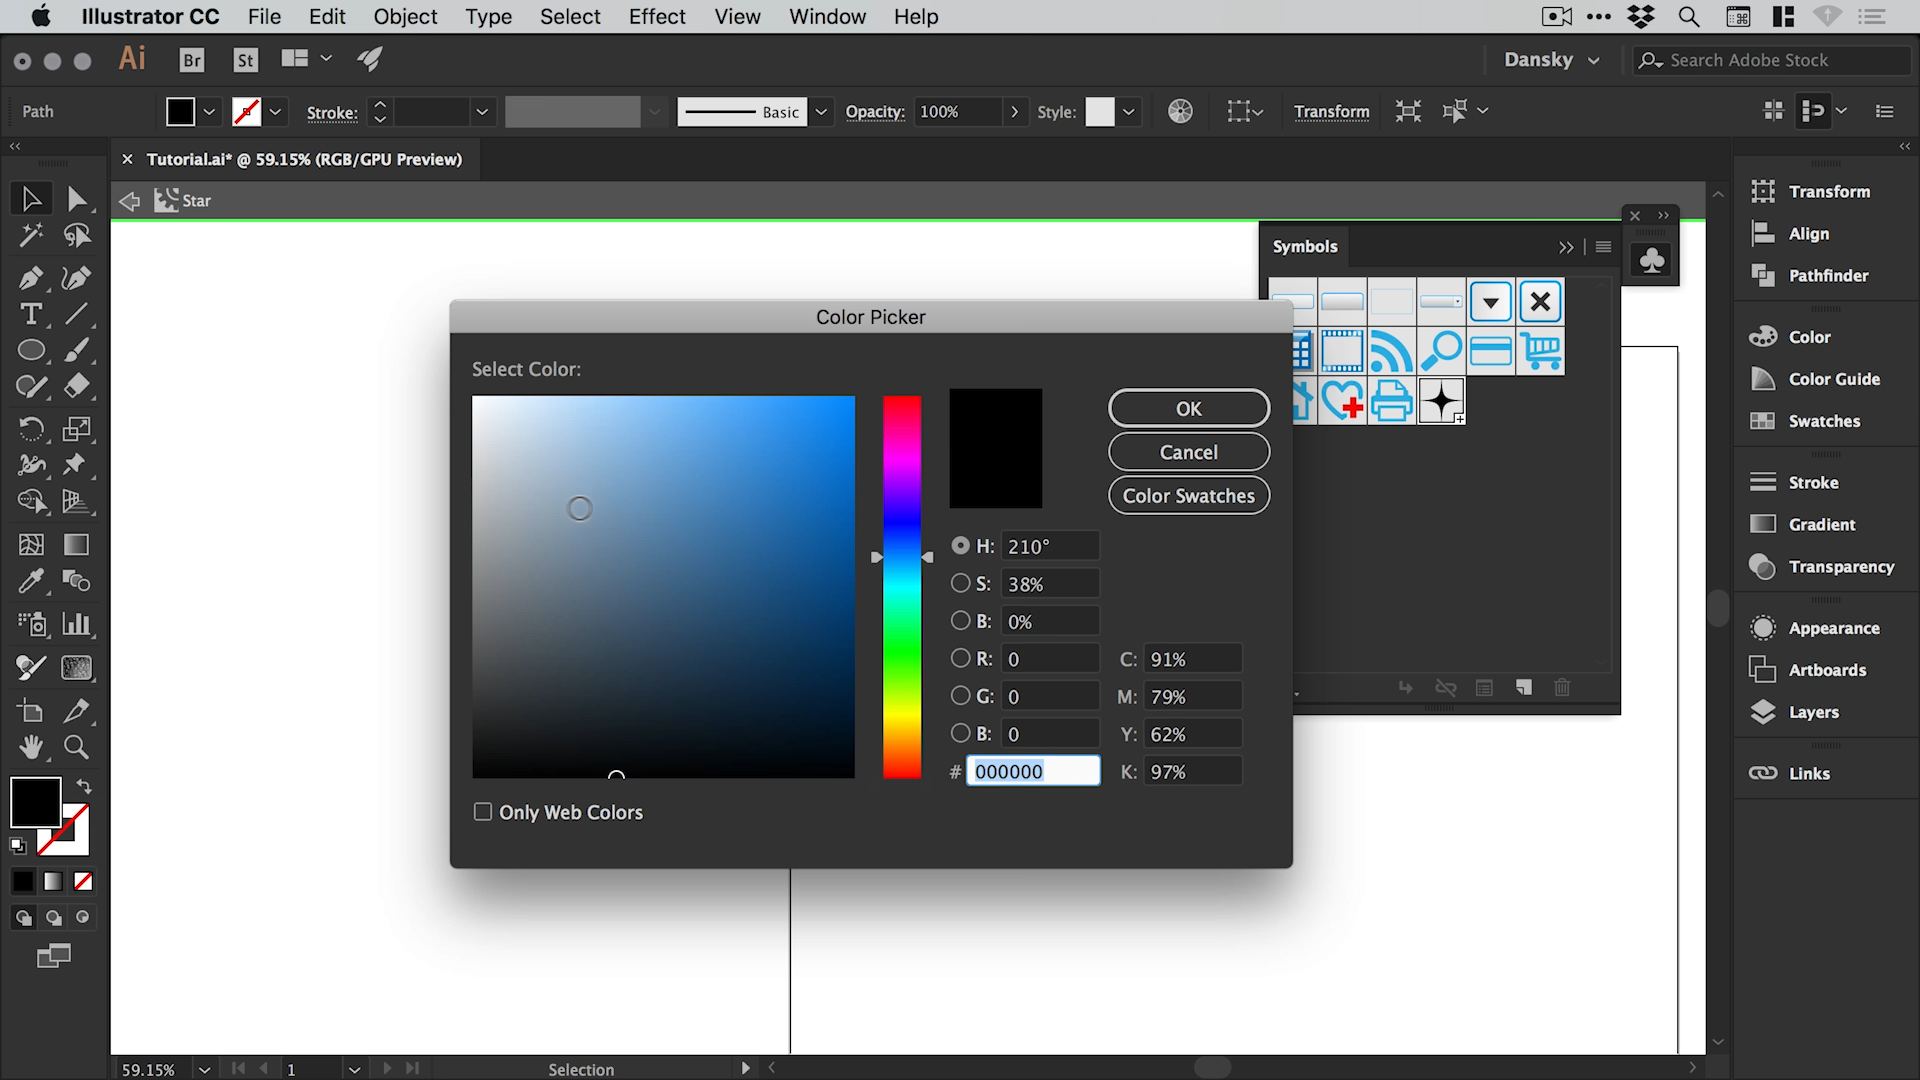 Illustrator CC File Edit Object Type Select Effect View Window Help
Ai Br St Dansky Search Adobe Stock
Path Stroke: Basic Opacity: 100% Style: Transform
Tutorial.ai* @ 59.15% (RGB/GPU Preview)
Star
Symbols
Color Picker
Select Color:
OK
Cancel
Color Swatches
H: 210°
S: 38%
B: 0%
R: 0 C: 91%
G: 0 M: 79%
B: 0 Y: 62%
# 000000 K: 97%
Only Web Colors
Transform
Align
Pathfinder
Color
Color Guide
Swatches
Stroke
Gradient
Transparency
Appearance
Artboards
Layers
Links
59.15% 1 Selection